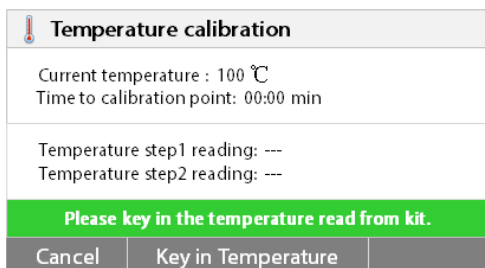 Temperature calibration
Current temperature : 100 ℃
Time to calibration point: 00:00 min
Temperature step1 reading: ---
Temperature step2 reading: ---
Please key in the temperature read from kit.
Cancel Key in Temperature